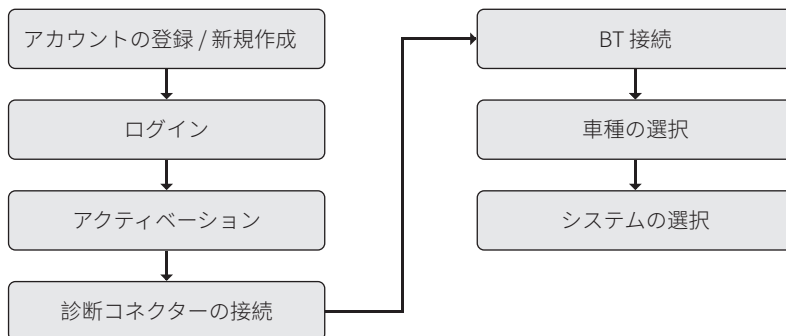 アカウントの登録 / 新規作成
ログイン
アクティベーション
診断コネクターの接続
BT 接続
車種の選択
システムの選択